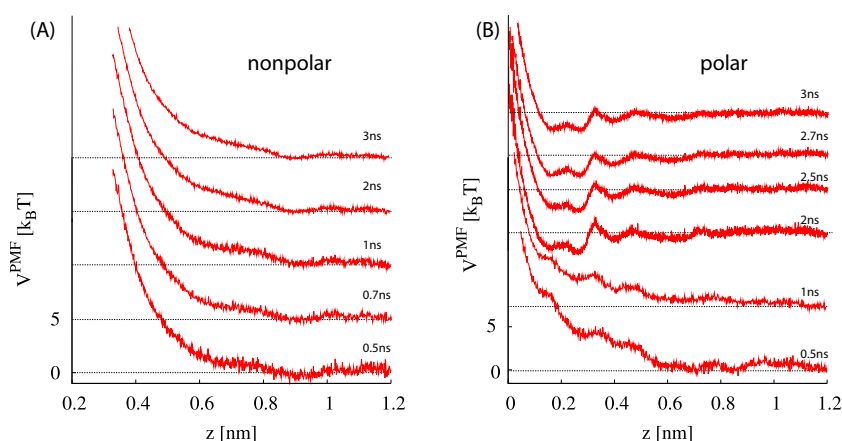 (A)
nonpolar
3ns
2ns
1ns
0.7ns
0.5ns
V^PMF [k_BT]
5
0
0.2 0.4 0.6 0.8 1 1.2
z [nm]
(B)
polar
3ns
2.7ns
2.5ns
2ns
1ns
0.5ns
V^PMF [k_BT]
5
0
0 0.2 0.4 0.6 0.8 1 1.2
z [nm]